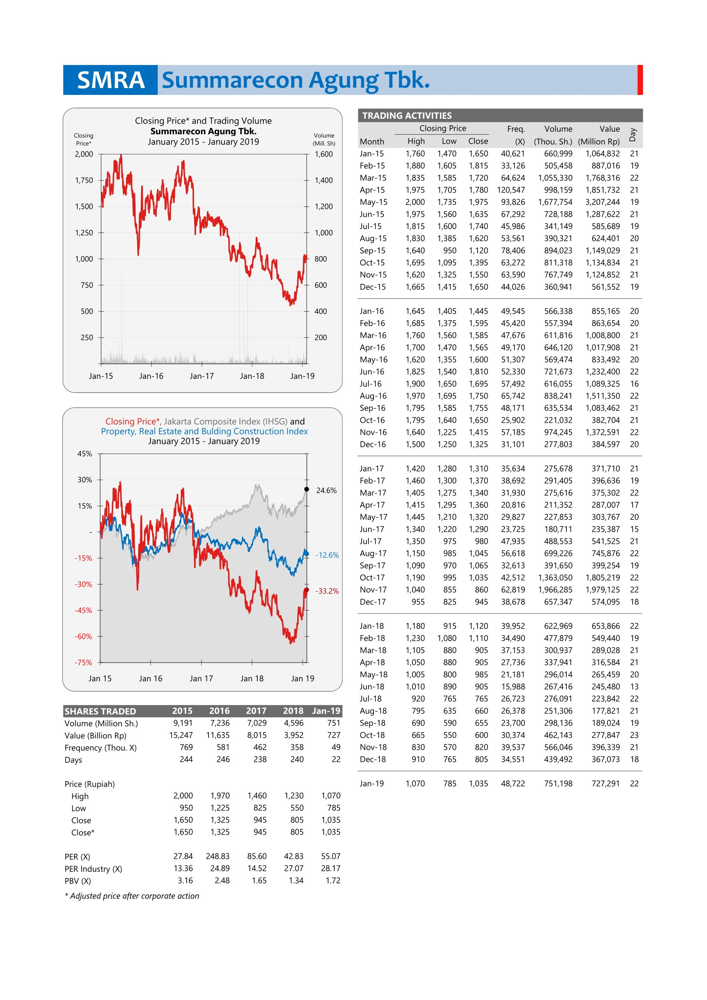 SMRA Summarecon Agung Tbk.
Closing Price* and Trading Volume
Summarecon Agung Tbk.
January 2015 - January 2019
Closing
Price*
Volume
(Mill. Sh)
2,000
1,750
1,500
1,250
1,000
750
500
250
1,600
1,400
1,200
1,000
800
600
400
200
Jan-15 Jan-16 Jan-17 Jan-18 Jan-19
Closing Price*, Jakarta Composite Index (IHSG) and
Property, Real Estate and Bulding Construction Index
January 2015 - January 2019
45%
30%
15%
-
-15%
-30%
-45%
-60%
-75%
24.6%
-12.6%
-33.2%
Jan 15 Jan 16 Jan 17 Jan 18 Jan 19
SHARES TRADED 2015 2016 2017 2018 Jan-19
Volume (Million Sh.) 9,191 7,236 7,029 4,596 751
Value (Billion Rp) 15,247 11,635 8,015 3,952 727
Frequency (Thou. X) 769 581 462 358 49
Days 244 246 238 240 22
Price (Rupiah)
High 2,000 1,970 1,460 1,230 1,070
Low 950 1,225 825 550 785
Close 1,650 1,325 945 805 1,035
Close* 1,650 1,325 945 805 1,035
PER (X) 27.84 248.83 85.60 42.83 55.07
PER Industry (X) 13.36 24.89 14.52 27.07 28.17
PBV (X) 3.16 2.48 1.65 1.34 1.72
* Adjusted price after corporate action
TRADING ACTIVITIES
Closing Price Freq. Volume Value Day
Month High Low Close (X) (Thou. Sh.) (Million Rp)
Jan-15 1,760 1,470 1,650 40,621 660,999 1,064,832 21
Feb-15 1,880 1,605 1,815 33,126 505,458 887,016 19
Mar-15 1,835 1,585 1,720 64,624 1,055,330 1,768,316 22
Apr-15 1,975 1,705 1,780 120,547 998,159 1,851,732 21
May-15 2,000 1,735 1,975 93,826 1,677,754 3,207,244 19
Jun-15 1,975 1,560 1,635 67,292 728,188 1,287,622 21
Jul-15 1,815 1,600 1,740 45,986 341,149 585,689 19
Aug-15 1,830 1,385 1,620 53,561 390,321 624,401 20
Sep-15 1,640 950 1,120 78,406 894,023 1,149,029 21
Oct-15 1,695 1,095 1,395 63,272 811,318 1,134,834 21
Nov-15 1,620 1,325 1,550 63,590 767,749 1,124,852 21
Dec-15 1,665 1,415 1,650 44,026 360,941 561,552 19
Jan-16 1,645 1,405 1,445 49,545 566,338 855,165 20
Feb-16 1,685 1,375 1,595 45,420 557,394 863,654 20
Mar-16 1,760 1,560 1,585 47,676 611,816 1,008,800 21
Apr-16 1,700 1,470 1,565 49,170 646,120 1,017,908 21
May-16 1,620 1,355 1,600 51,307 569,474 833,492 20
Jun-16 1,825 1,540 1,810 52,330 721,673 1,232,400 22
Jul-16 1,900 1,650 1,695 57,492 616,055 1,089,325 16
Aug-16 1,970 1,695 1,750 65,742 838,241 1,511,350 22
Sep-16 1,795 1,585 1,755 48,171 635,534 1,083,462 21
Oct-16 1,795 1,640 1,650 25,902 221,032 382,704 21
Nov-16 1,640 1,225 1,415 57,185 974,245 1,372,591 22
Dec-16 1,500 1,250 1,325 31,101 277,803 384,597 20
Jan-17 1,420 1,280 1,310 35,634 275,678 371,710 21
Feb-17 1,460 1,300 1,370 38,692 291,405 396,636 19
Mar-17 1,405 1,275 1,340 31,930 275,616 375,302 22
Apr-17 1,415 1,295 1,360 20,816 211,352 287,007 17
May-17 1,445 1,210 1,320 29,827 227,853 303,767 20
Jun-17 1,340 1,220 1,290 23,725 180,711 235,387 15
Jul-17 1,350 975 980 47,935 488,553 541,525 21
Aug-17 1,150 985 1,045 56,618 699,226 745,876 22
Sep-17 1,090 970 1,065 32,613 391,650 399,254 19
Oct-17 1,190 995 1,035 42,512 1,363,050 1,805,219 22
Nov-17 1,040 855 860 62,819 1,966,285 1,979,125 22
Dec-17 955 825 945 38,678 657,347 574,095 18
Jan-18 1,180 915 1,120 39,952 622,969 653,866 22
Feb-18 1,230 1,080 1,110 34,490 477,879 549,440 19
Mar-18 1,105 880 905 37,153 300,937 289,028 21
Apr-18 1,050 880 905 27,736 337,941 316,584 21
May-18 1,005 800 985 21,181 296,014 265,459 20
Jun-18 1,010 890 905 15,988 267,416 245,480 13
Jul-18 920 765 765 26,723 276,091 223,842 22
Aug-18 795 635 660 26,378 251,306 177,821 21
Sep-18 690 590 655 23,700 298,136 189,024 19
Oct-18 665 550 600 30,374 462,143 277,847 23
Nov-18 830 570 820 39,537 566,046 396,339 21
Dec-18 910 765 805 34,551 439,492 367,073 18
Jan-19 1,070 785 1,035 48,722 751,198 727,291 22